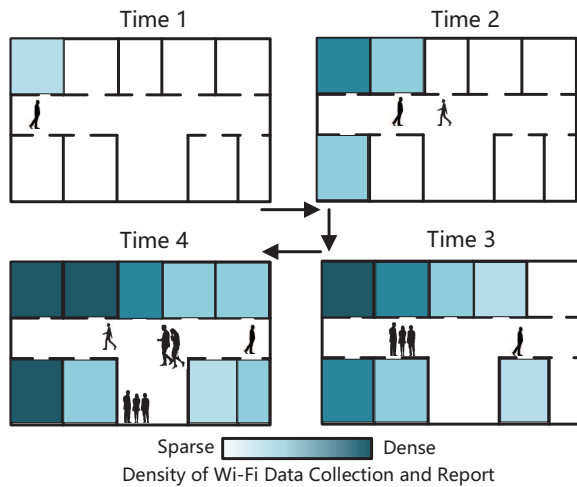 Time 1
Time 2
Time 4
Time 3
Sparse
Dense
Density of Wi-Fi Data Collection and Report